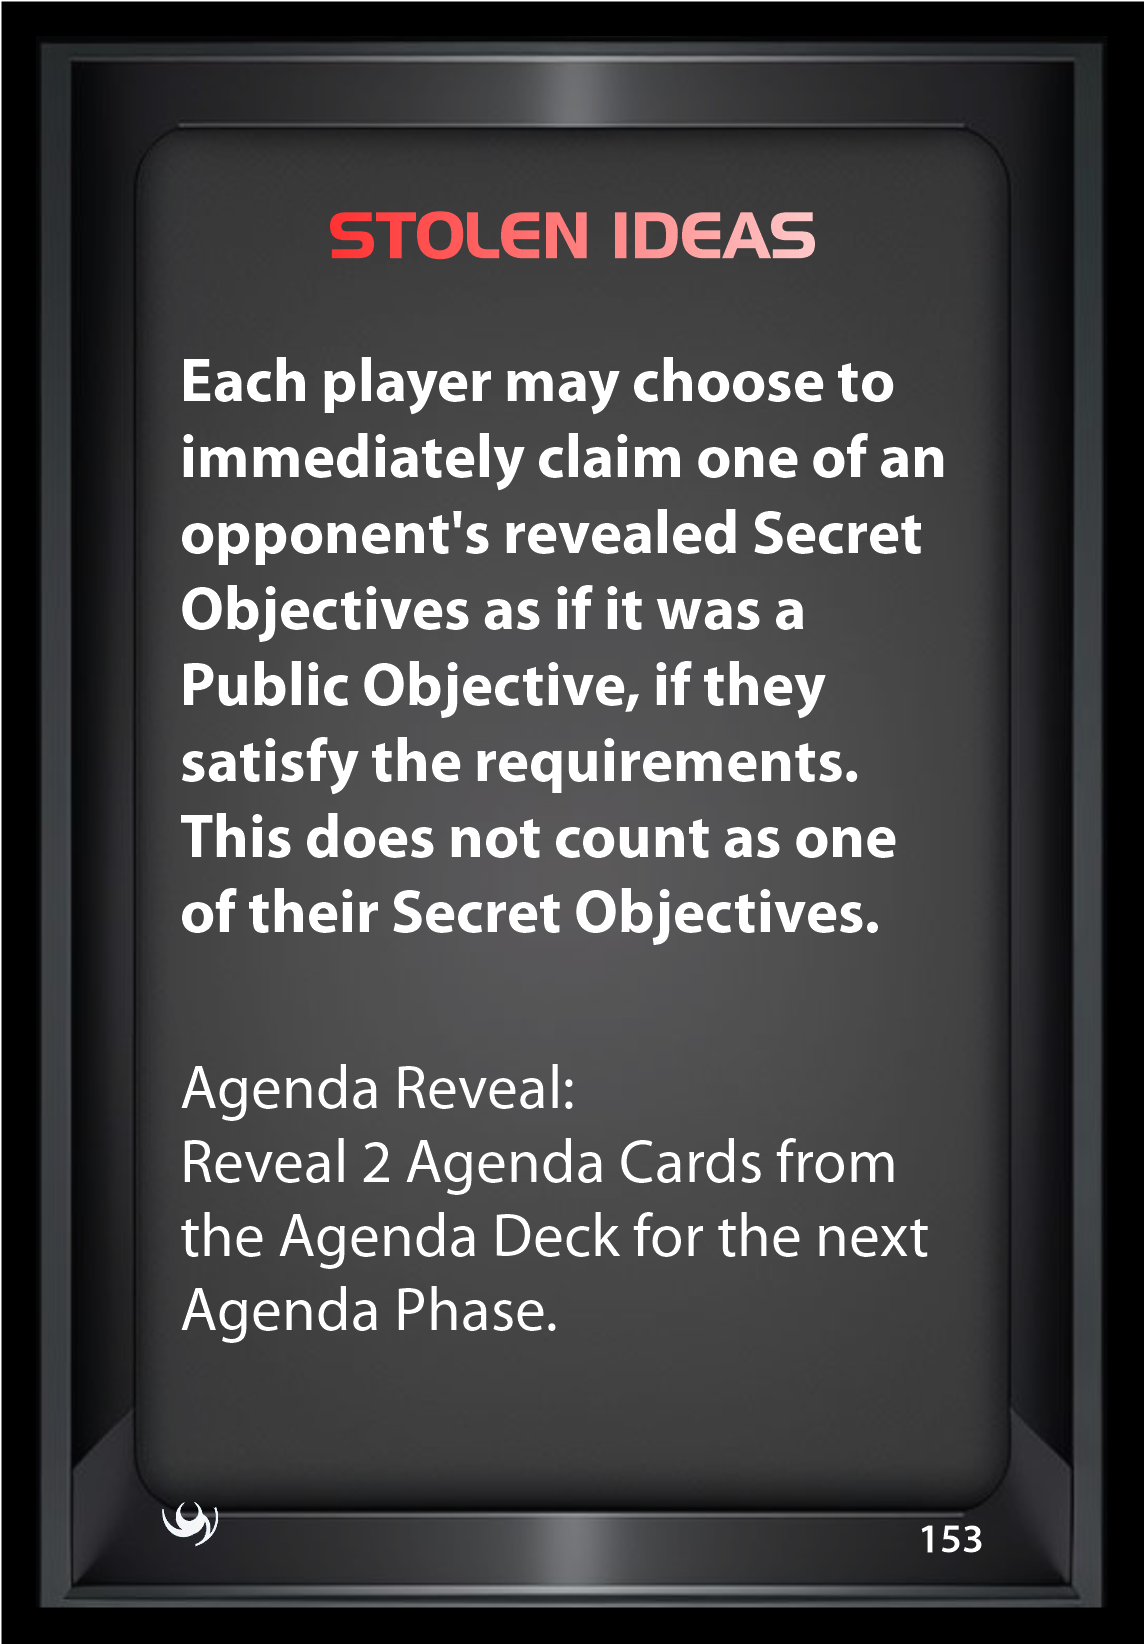 STOLEN IDEAS
Each player may choose to
immediately claim one of an
opponent's revealed Secret
Objectives as if it was a
Public Objective, if they
satisfy the requirements.
This does not count as one
of their Secret Objectives.
Agenda Reveal:
Reveal 2 Agenda Cards from
the Agenda Deck for the next
Agenda Phase.
153